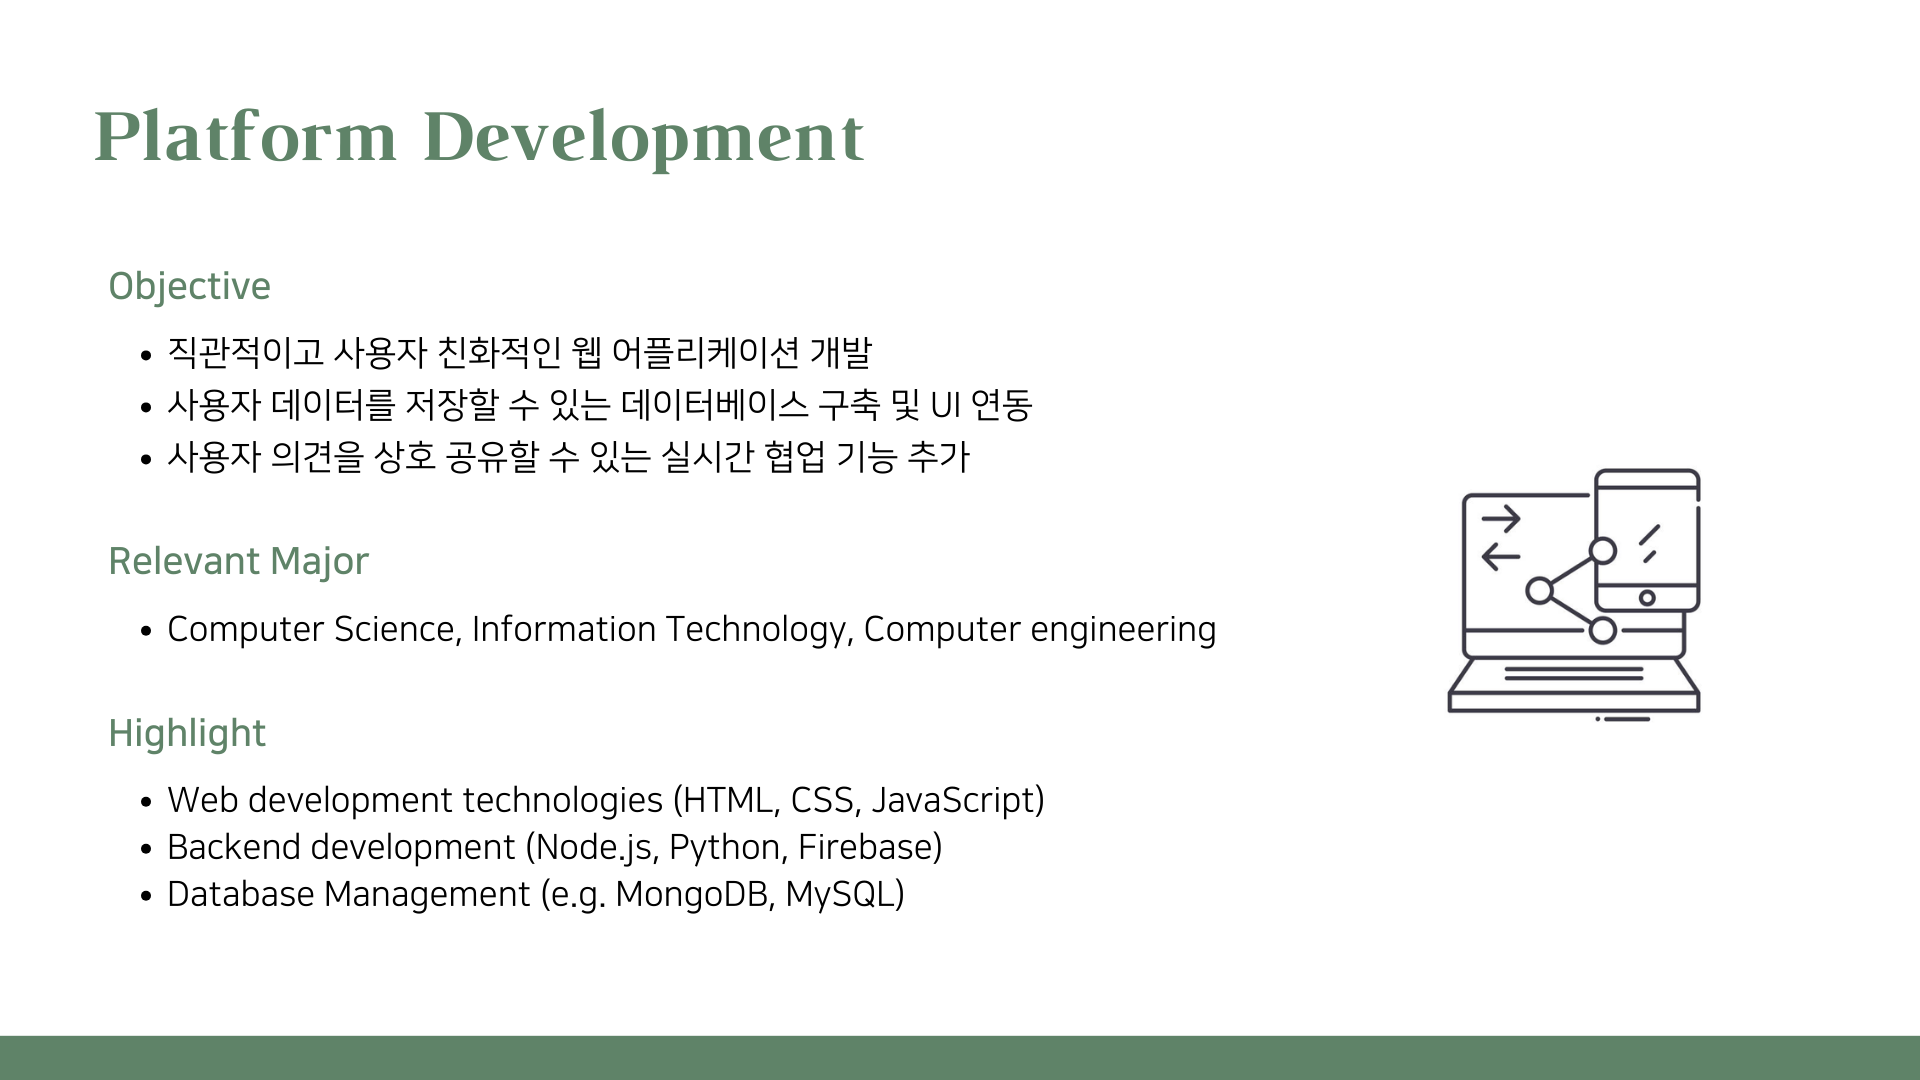 Platform Development
Objective
• 직관적이고 사용자 친화적인 웹 어플리케이션 개발
• 사용자 데이터를 저장할 수 있는 데이터베이스 구축 및 UI 연동
• 사용자 의견을 상호 공유할 수 있는 실시간 협업 기능 추가
Relevant Major
• Computer Science, Information Technology, Computer engineering
Highlight
• Web development technologies (HTML, CSS, JavaScript)
• Backend development (Node.js, Python, Firebase)
• Database Management (e.g. MongoDB, MySQL)